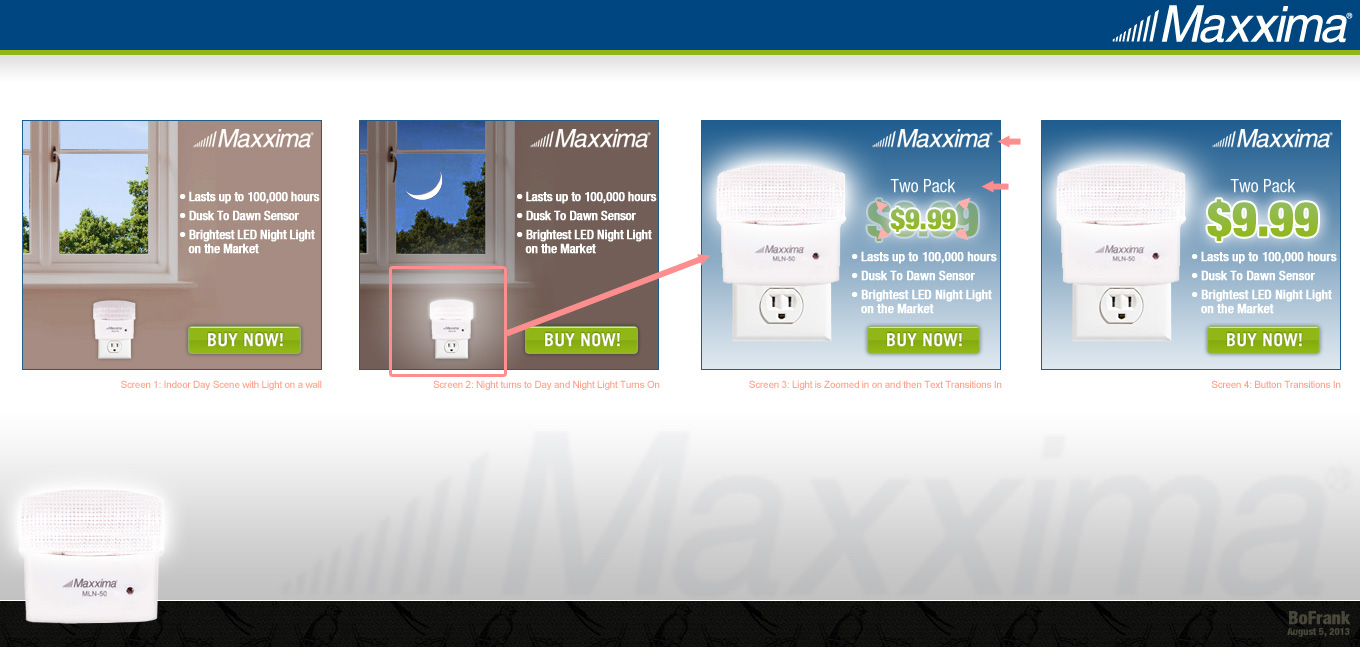 Maxxima®
Maxxima®
• Lasts up to 100,000 hours
• Dusk To Dawn Sensor
• Brightest LED Night Light
on the Market
Maxxima
BUY NOW!
Screen 1: Indoor Day Scene with Light on a wall
Maxxima®
• Lasts up to 100,000 hours
• Dusk To Dawn Sensor
• Brightest LED Night Light
on the Market
Maxxima
BUY NOW!
Screen 2: Night turns to Day and Night Light Turns On
Maxxima®
Two Pack
$9.99
Maxxima
MLN-50
• Lasts up to 100,000 hours
• Dusk To Dawn Sensor
• Brightest LED Night Light
on the Market
BUY NOW!
Screen 3: Light is Zoomed in on and then Text Transitions In
Maxxima®
Two Pack
$9.99
Maxxima
MLN-50
• Lasts up to 100,000 hours
• Dusk To Dawn Sensor
• Brightest LED Night Light
on the Market
BUY NOW!
Screen 4: Button Transitions In
Maxxima®
Maxxima
MLN-50
BoFrank
August 5, 2013